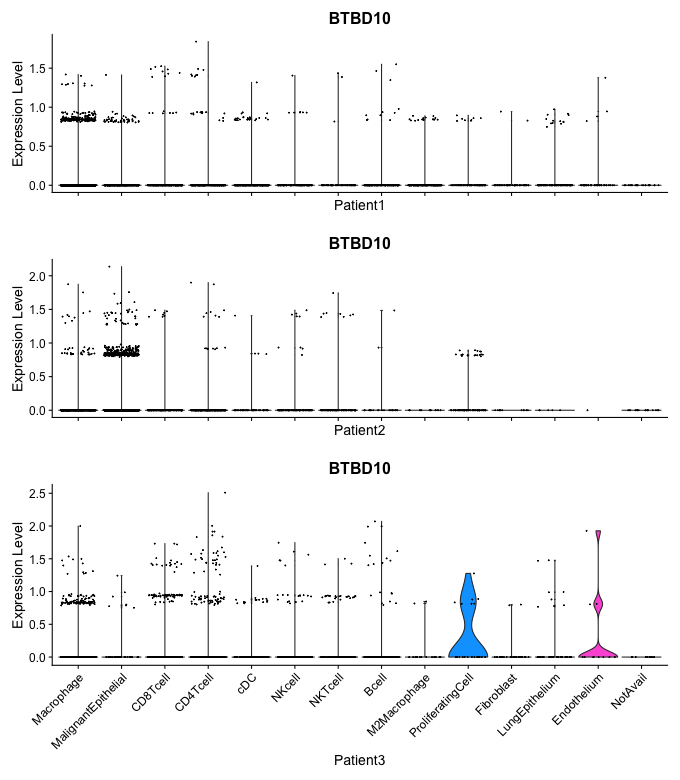 BTBD10
Expression Level
1.5
1.0
0.5
0.0
Patient1
BTBD10
Expression Level
2.0
1.5
1.0
0.5
0.0
Patient2
BTBD10
Expression Level
2.5
2.0
1.5
1.0
0.5
0.0
Macrophage
MalignantEpithelial
CD8Tcell
CD4Tcell
cDC
NKcell
NKTcell
Bcell
M2Macrophage
ProliferatingCell
Fibroblast
LungEpithelium
Endothelium
NotAvail
Patient3